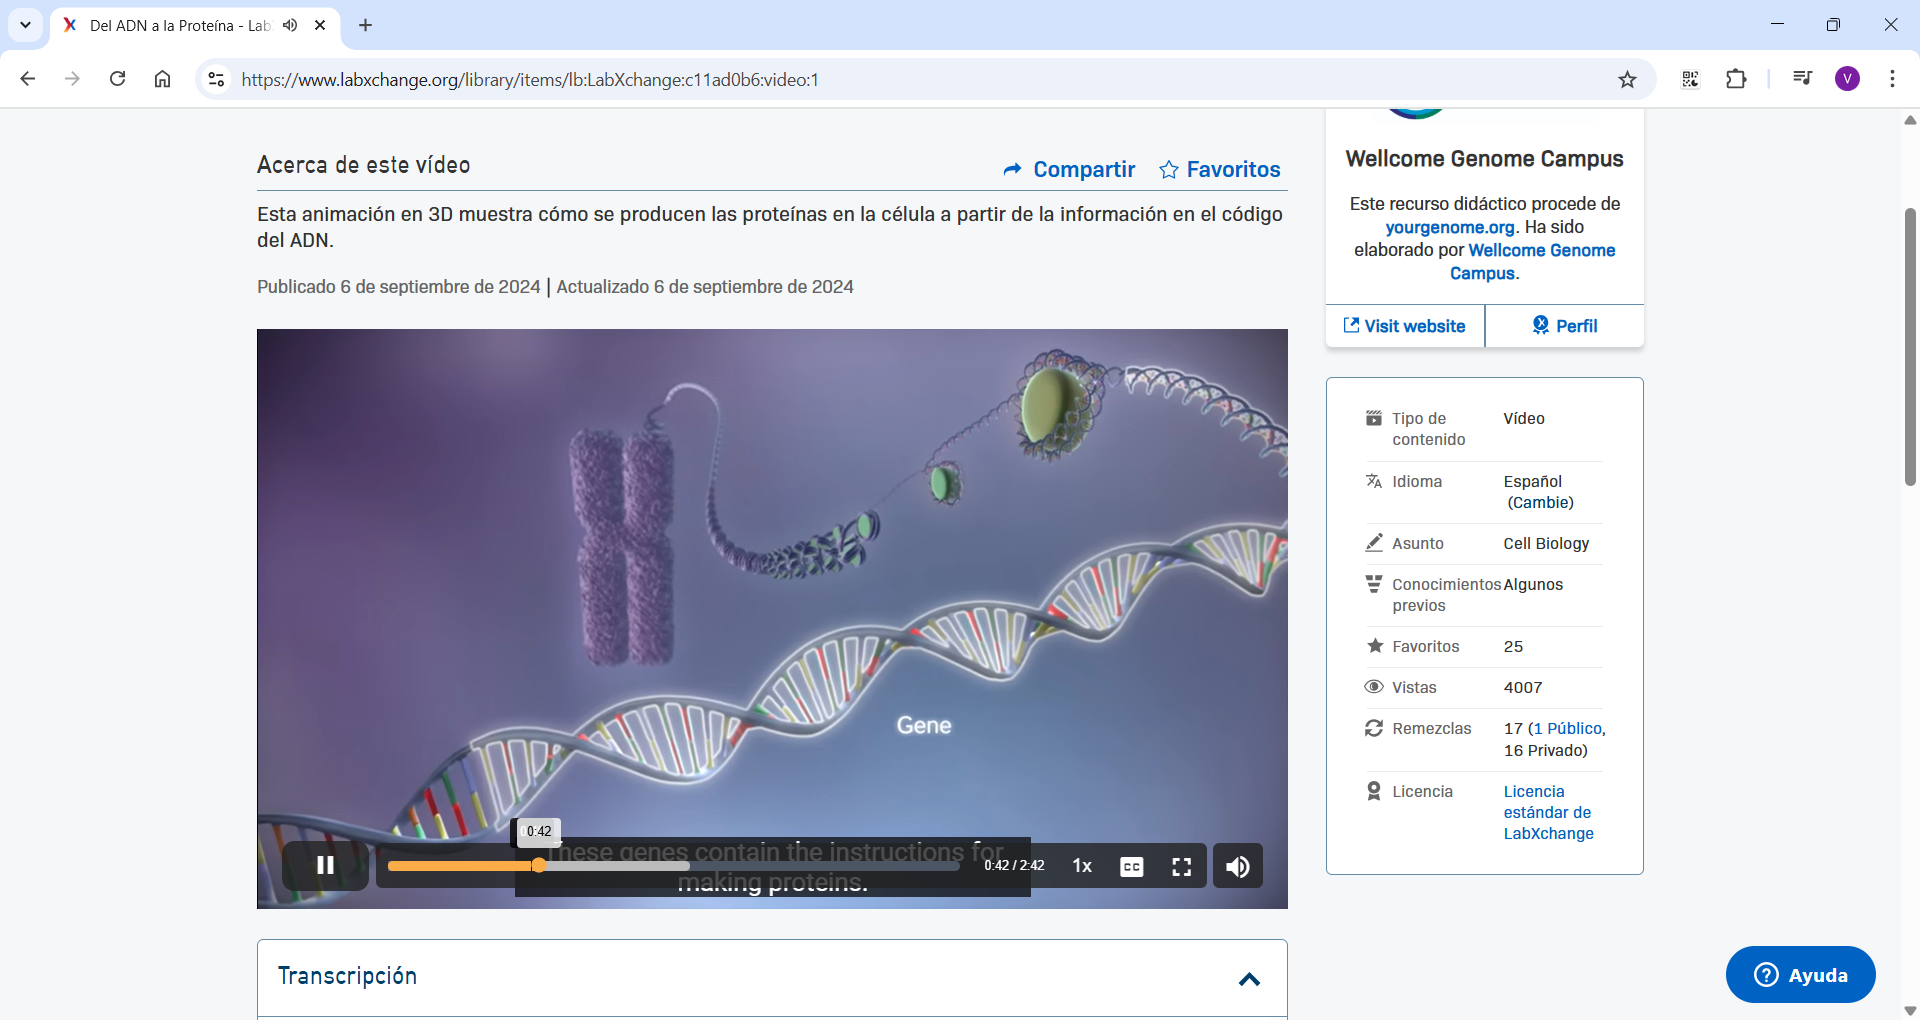 Del ADN a la Proteína - Lab
https://www.labxchange.org/library/items/lb:LabXchange:c11ad0b6:video:1
V
Acerca de este vídeo
Compartir
Favoritos
Esta animación en 3D muestra cómo se producen las proteínas en la célula a partir de la información en el código
del ADN.
Publicado 6 de septiembre de 2024 | Actualizado 6 de septiembre de 2024
Gene
0:42
These genes contain the instructions for
making proteins.
0:42 / 2:42
1x
CC
Transcripción
Wellcome Genome Campus
Este recurso didáctico procede de
yourgenome.org. Ha sido
elaborado por Wellcome Genome
Campus.
Visit website
Perfil
Tipo de
contenido
Vídeo
Idioma
Español
(Cambie)
Asunto
Cell Biology
Conocimientos
previos
Algunos
Favoritos
25
Vistas
4007
Remezclas
17 (1 Público,
16 Privado)
Licencia
Licencia
estándar de
LabXchange
Ayuda